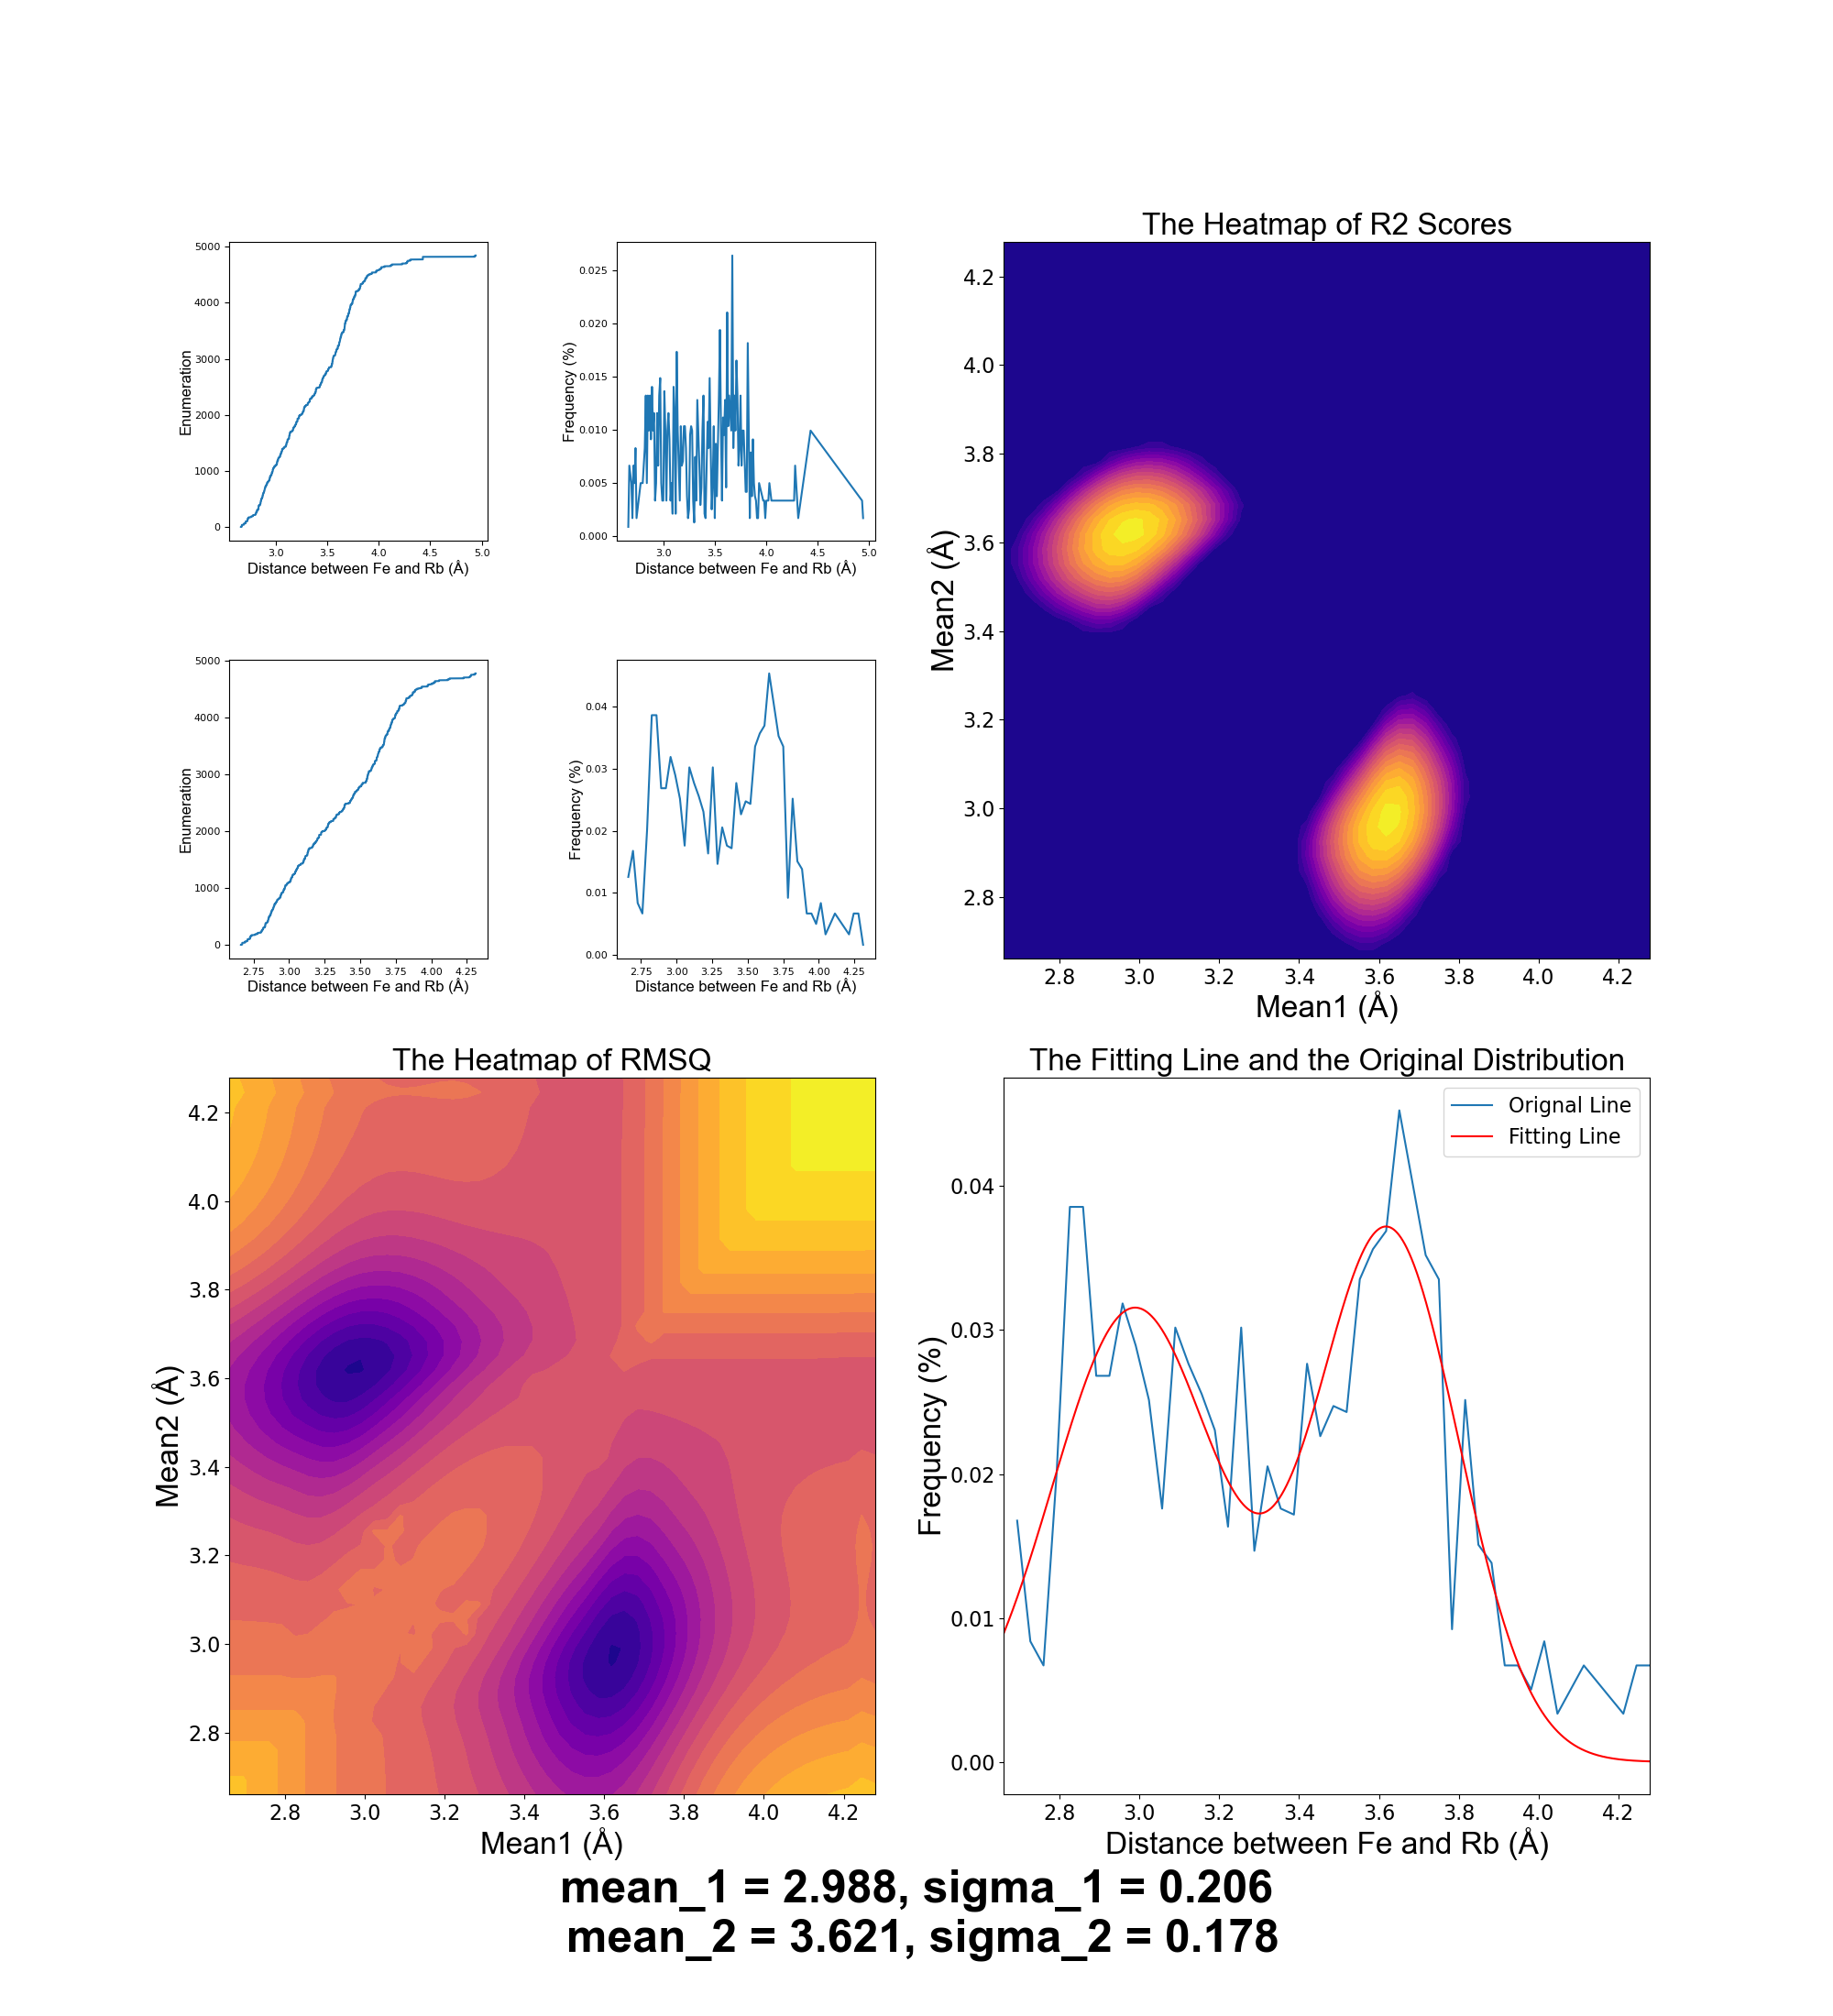 The Heatmap of R2 Scores
5000
4000
3000
2000
1000
0
Enumeration
3.0 3.5 4.0 4.5 5.0
Distance between Fe and Rb (Å)
0.025
0.020
0.015
0.010
0.005
0.000
Frequency (%)
3.0 3.5 4.0 4.5 5.0
Distance between Fe and Rb (Å)
4.2
4.0
3.8
3.6
3.4
3.2
3.0
2.8
Mean2 (Å)
2.8 3.0 3.2 3.4 3.6 3.8 4.0 4.2
Mean1 (Å)
5000
4000
3000
2000
1000
0
Enumeration
2.75 3.00 3.25 3.50 3.75 4.00 4.25
Distance between Fe and Rb (Å)
0.04
0.03
0.02
0.01
0.00
Frequency (%)
2.75 3.00 3.25 3.50 3.75 4.00 4.25
Distance between Fe and Rb (Å)
The Heatmap of RMSQ
4.2
4.0
3.8
3.6
3.4
3.2
3.0
2.8
Mean2 (Å)
2.8 3.0 3.2 3.4 3.6 3.8 4.0 4.2
Mean1 (Å)
The Fitting Line and the Original Distribution
Orignal Line
Fitting Line
0.04
0.03
0.02
0.01
0.00
Frequency (%)
2.8 3.0 3.2 3.4 3.6 3.8 4.0 4.2
Distance between Fe and Rb (Å)
mean_1 = 2.988, sigma_1 = 0.206
mean_2 = 3.621, sigma_2 = 0.178